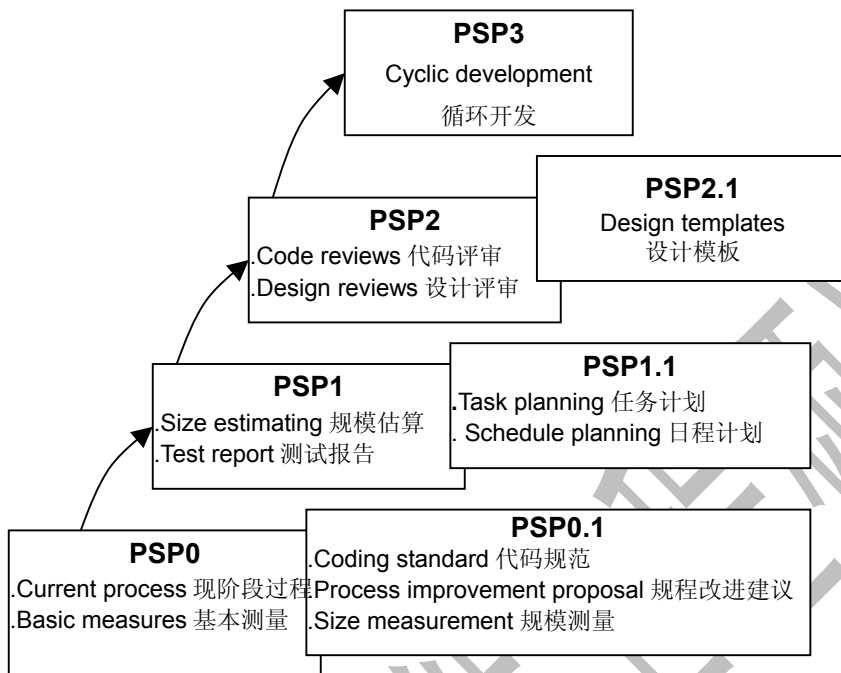 PSP3
Cyclic development
循环开发
PSP2.1
Design templates
设计模板
PSP2
.Code reviews 代码评审
.Design reviews 设计评审
PSP1.1
.Task planning 任务计划
. Schedule planning 日程计划
PSP1
.Size estimating 规模估算
.Test report 测试报告
PSP0.1
.Coding standard 代码规范
.Process improvement proposal 规程改进建议
.Size measurement 规模测量
PSP0
.Current process 现阶段过程
.Basic measures 基本测量